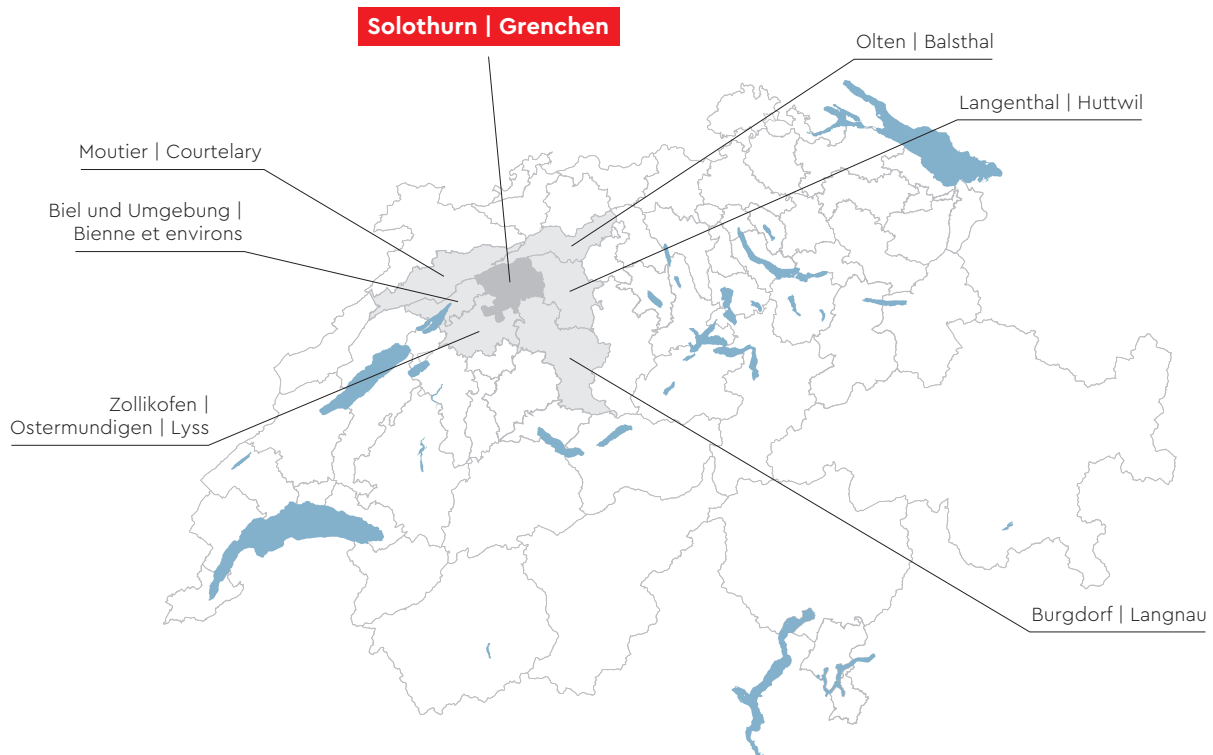 Solothurn | Grenchen
Olten | Balsthal
Langenthal | Huttwil
Moutier | Courtelary
Biel und Umgebung |
Bienne et environs
Zollikofen |
Ostermundigen | Lyss
Burgdorf | Langnau